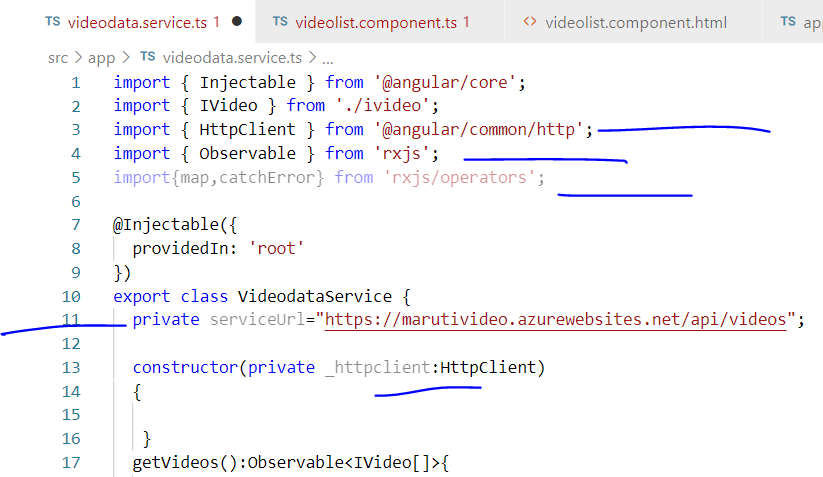 TS videodata.service.ts 1 ● TS videolist.component.ts 1 <> videolist.component.html TS app
src > app > TS videodata.service.ts > ...
1 import { Injectable } from '@angular/core';
2 import { IVideo } from './ivideo';
3 import { HttpClient } from '@angular/common/http';
4 import { Observable } from 'rxjs';
5 import{map,catchError} from 'rxjs/operators';
6
7 @Injectable({
8 providedIn: 'root'
9 })
10 export class VideodataService {
11 private serviceUrl="https://marutivideo.azurewebsites.net/api/videos";
12
13 constructor(private _httpclient:HttpClient)
14 {
15
16 }
17 getVideos():Observable<IVideo[]>{